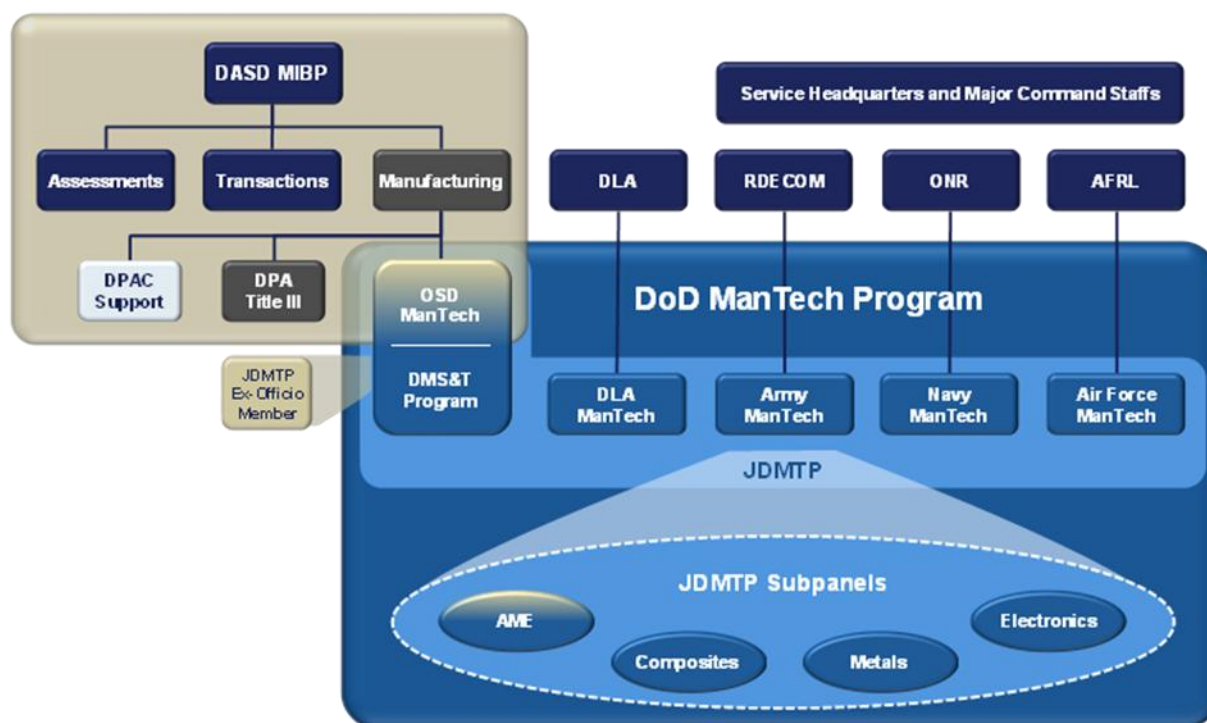 DASD MIBP
Service Headquarters and Major Command Staffs
Assessments
Transactions
Manufacturing
DLA
RDECOM
ONR
AFRL
DPAC
Support
DPA
Title III
OSD
ManTech
DoD ManTech Program
JDMTP
Ex-Officio
Member
DMS&T
Program
DLA
ManTech
Army
ManTech
Navy
ManTech
Air Force
ManTech
JDMTP
JDMTP Subpanels
AME
Composites
Metals
Electronics